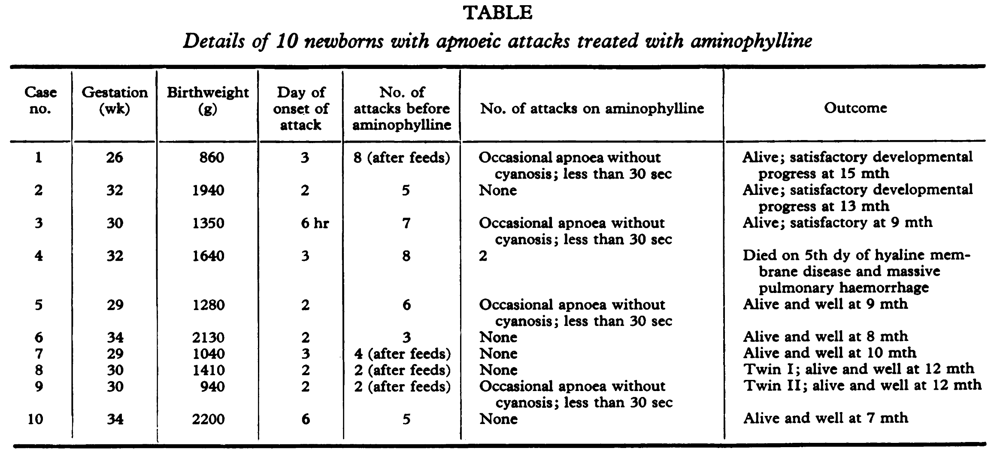 TABLE
Details of 10 newborns with apnoeic attacks treated with aminophylline
Case no. | Gestation (wk) | Birthweight (g) | Day of onset of attack | No. of attacks before aminophylline | No. of attacks on aminophylline | Outcome
1 26 860 3 8 (after feeds) Occasional apnoea without Alive; satisfactory developmental
cyanosis; less than 30 sec progress at 15 mth
2 32 1940 2 5 None Alive; satisfactory developmental
progress at 13 mth
3 30 1350 6 hr 7 Occasional apnoea without Alive; satisfactory at 9 mth
cyanosis; less than 30 sec
4 32 1640 3 8 2 Died on 5th dy of hyaline mem-
brane disease and massive
pulmonary haemorrhage
5 29 1280 2 6 Occasional apnoea without Alive and well at 9 mth
cyanosis; less than 30 sec
6 34 2130 2 3 None Alive and well at 8 mth
7 29 1040 3 4 (after feeds) None Alive and well at 10 mth
8 30 1410 2 2 (after feeds) None Twin I; alive and well at 12 mth
9 30 940 2 2 (after feeds) Occasional apnoea without Twin II; alive and well at 12 mth
cyanosis; less than 30 sec
10 34 2200 6 5 None Alive and well at 7 mth